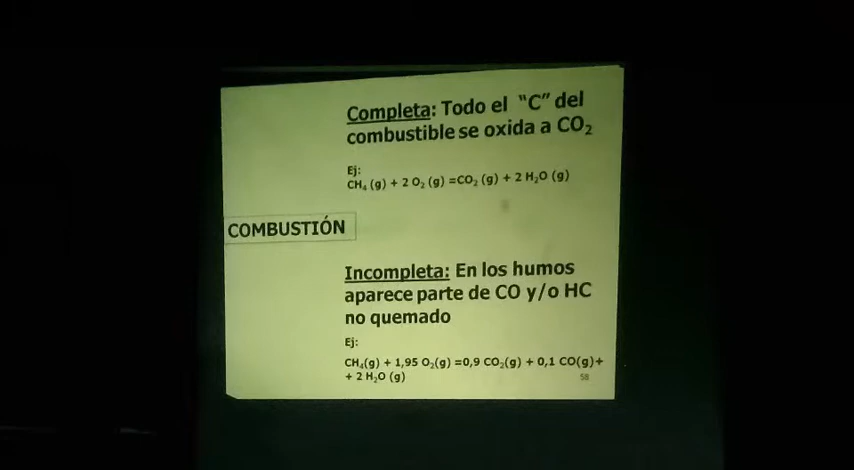 Completa: Todo el "C" del
combustible se oxida a CO₂
Ej:
CH₄ (g) + 2 O₂ (g) =CO₂ (g) + 2 H₂O (g)
COMBUSTIÓN
Incompleta: En los humos
aparece parte de CO y/o HC
no quemado
Ej:
CH₄(g) + 1,95 O₂(g) =0,9 CO₂(g) + 0,1 CO(g)+
+ 2 H₂O (g)
58